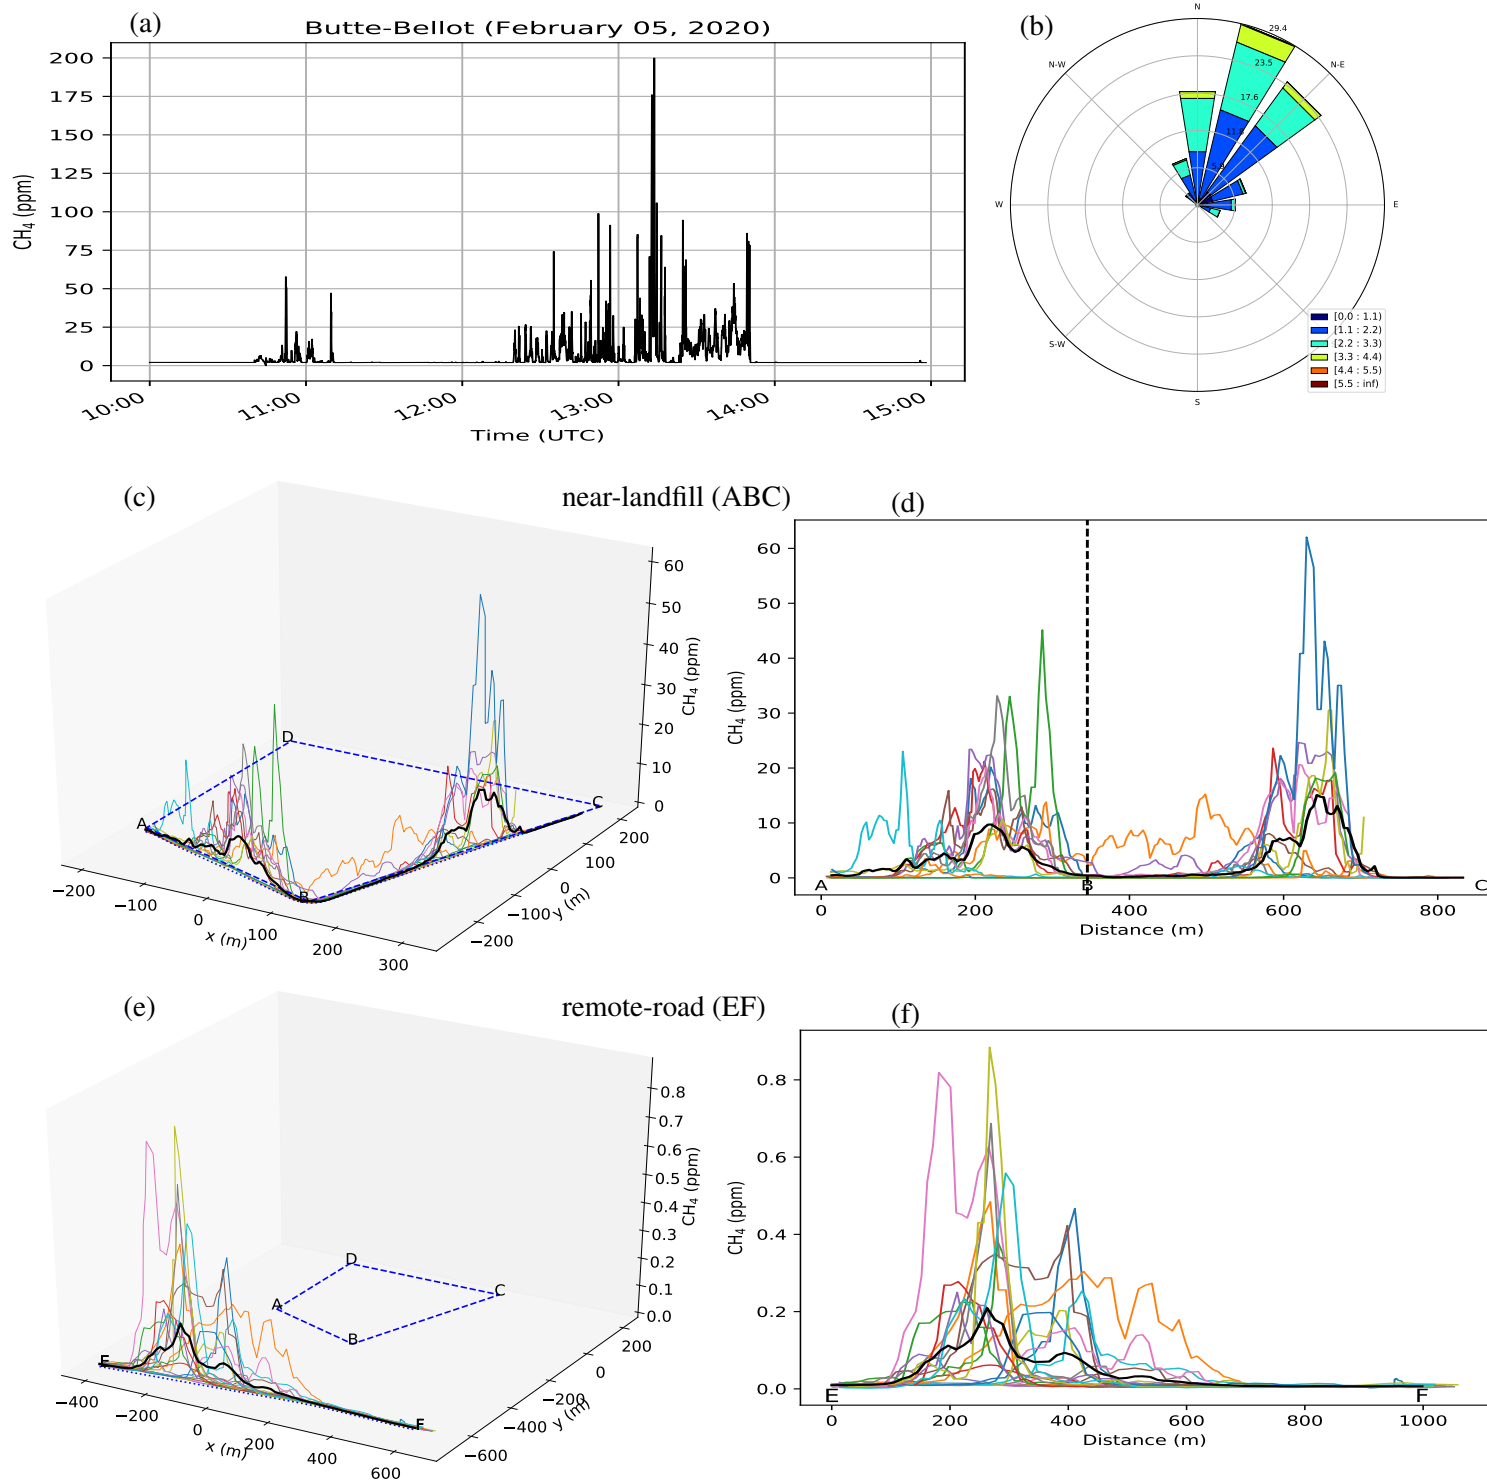 (a)
Butte-Bellot (February 05, 2020)
200
175
150
125
100
75
50
25
0
CH₄ (ppm)
10:00 11:00 12:00 13:00 14:00 15:00
Time (UTC)
(b)
N
N-W
N-E
W
E
S-W
S
29.4
23.5
17.6
11.8
5.9
[0.0 : 1.1)
[1.1 : 2.2)
[2.2 : 3.3)
[3.3 : 4.4)
[4.4 : 5.5)
[5.5 : inf)
(c)
near-landfill (ABC)
60
50
40
30
20
10
0
CH₄ (ppm)
D
A
C
B
−200 −100 0 100 200 300
x (m)
−200 −100 0 100 200
y (m)
(d)
60
50
40
30
20
10
0
CH₄ (ppm)
A B C
0 200 400 600 800
Distance (m)
(e)
remote-road (EF)
0.8
0.7
0.6
0.5
0.4
0.3
0.2
0.1
0.0
CH₄ (ppm)
D
A
C
B
E
F
−400 −200 0 200 400 600
x (m)
−600 −400 −200 0 200
y (m)
(f)
0.8
0.6
0.4
0.2
0.0
CH₄ (ppm)
E F
0 200 400 600 800 1000
Distance (m)